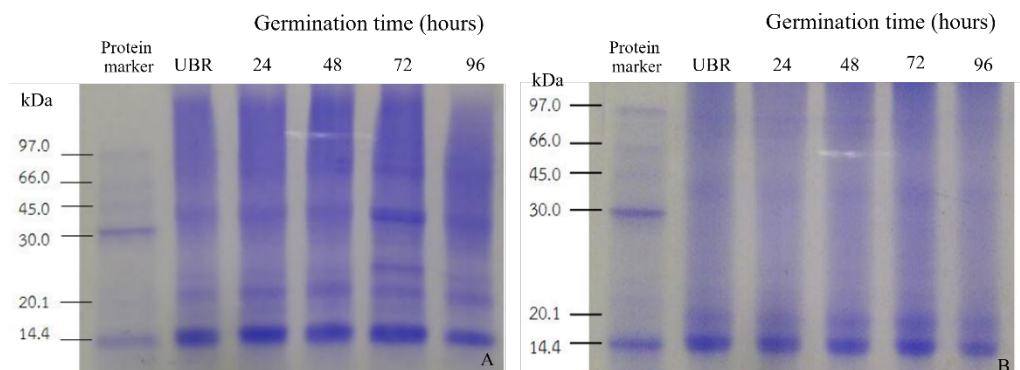 Germination time (hours)
Protein
marker
UBR 24 48 72 96
kDa
97.0
66.0
45.0
30.0
20.1
14.4
A
Germination time (hours)
Protein
marker
UBR 24 48 72 96
kDa
97.0
66.0
45.0
30.0
20.1
14.4
B